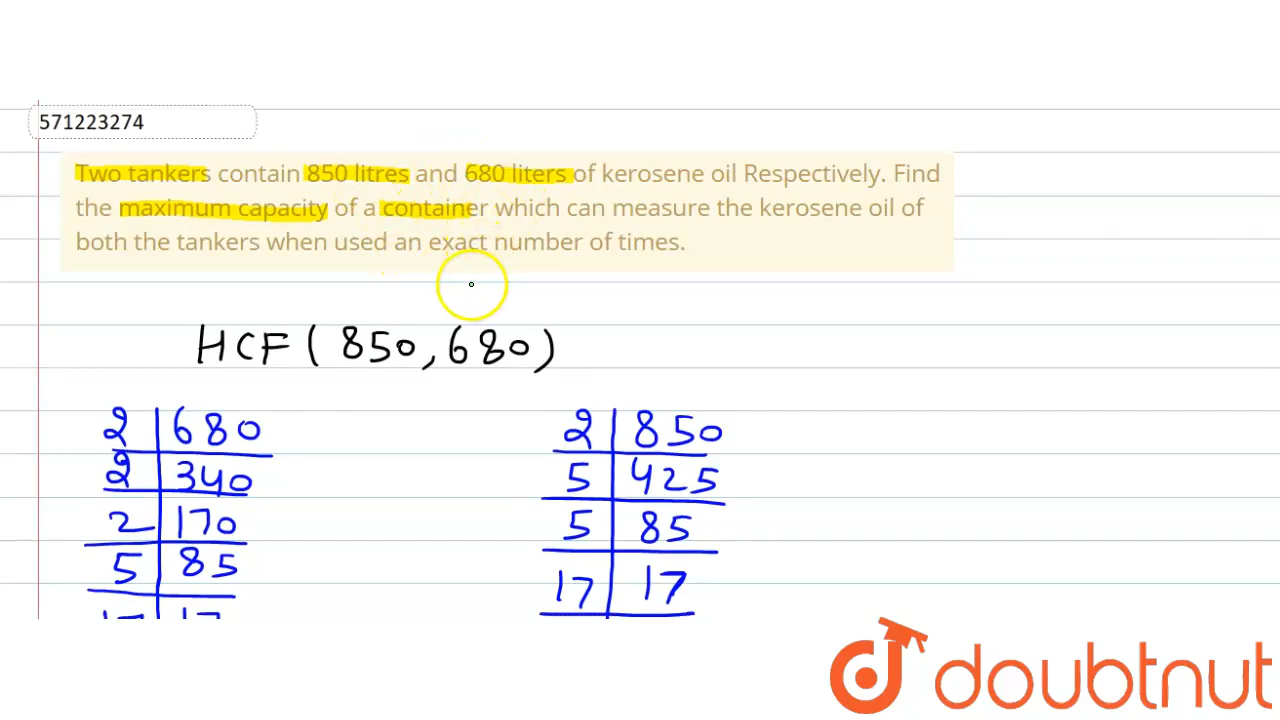 571223274
Two tankers contain 850 litres and 680 liters of kerosene oil Respectively. Find
the maximum capacity of a container which can measure the kerosene oil of
both the tankers when used an exact number of times.
HCF ( 850, 680)
2 680
2 340
2 170
5 85
17 17
2 850
5 425
5 85
17 17
doubtnut